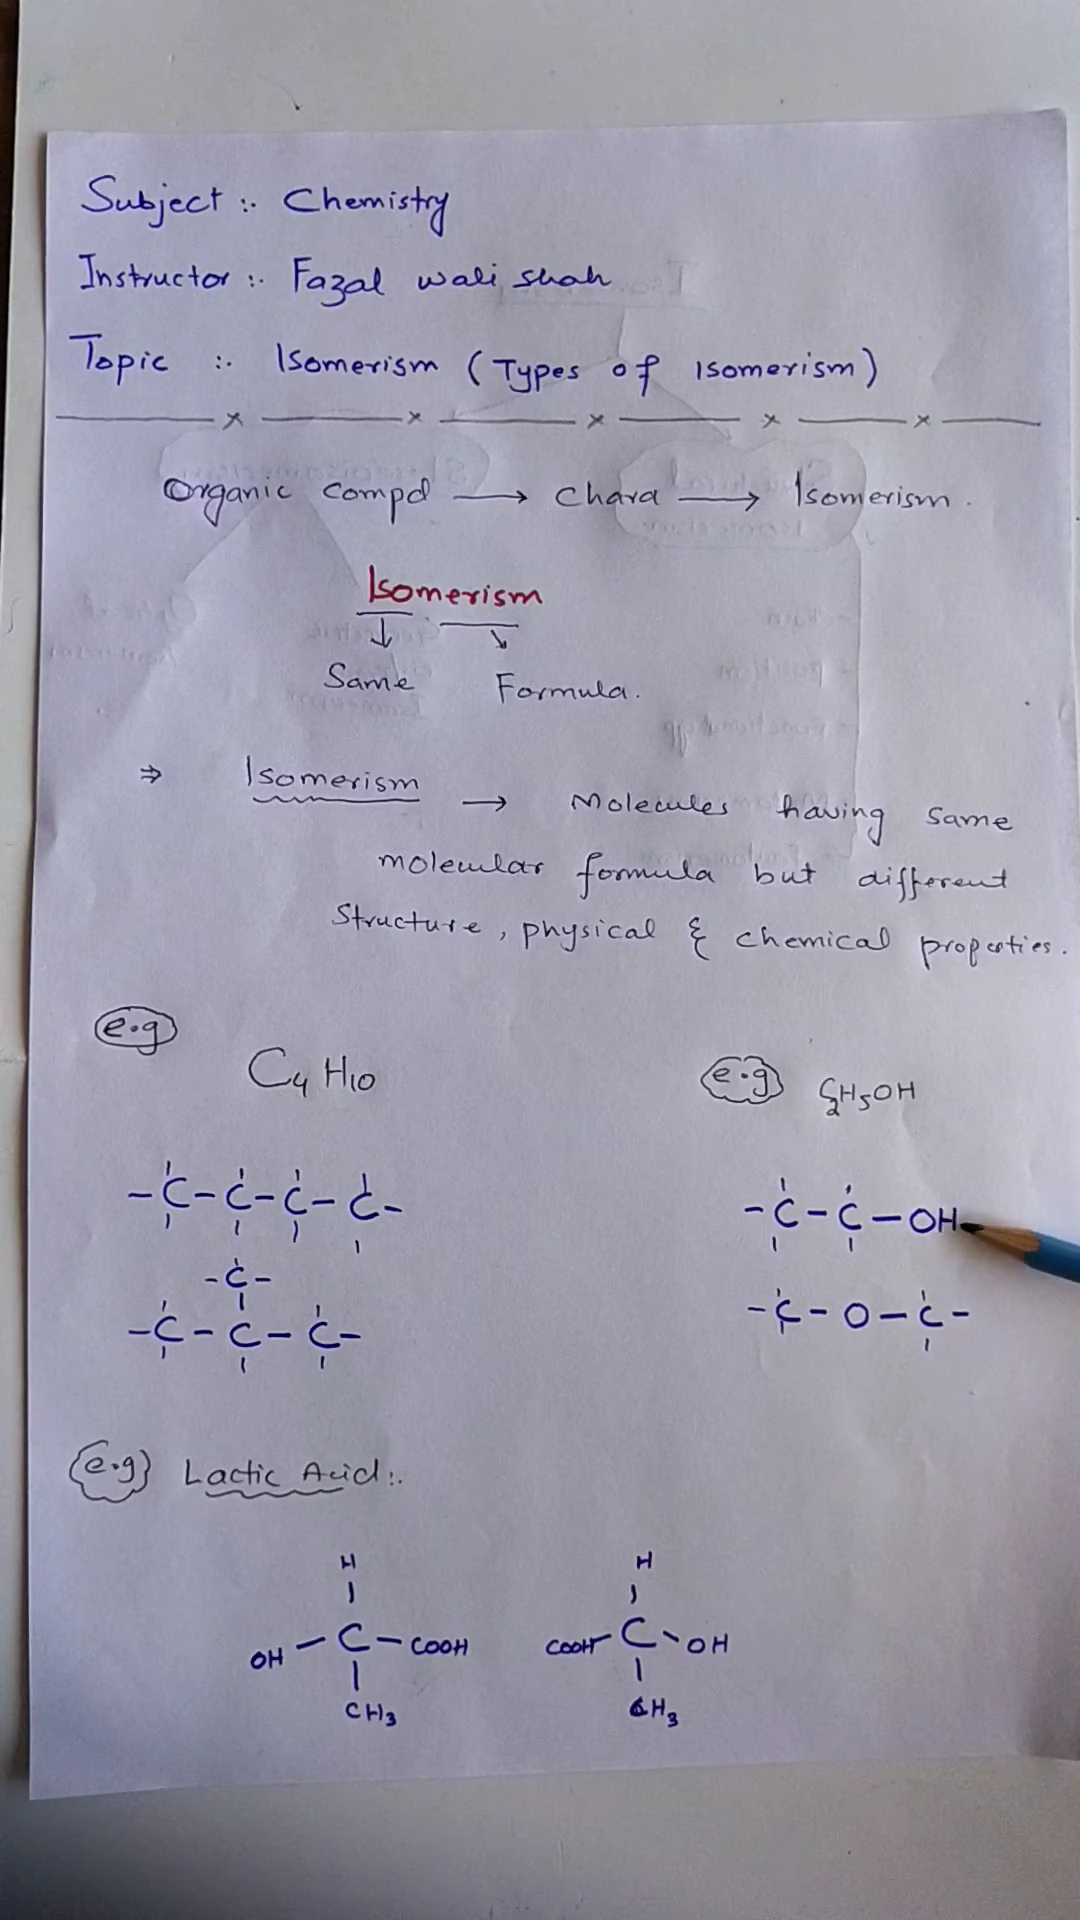 Subject :- Chemistry
Instructor :- Fazal wali shah
Topic :- Isomerism (Types of Isomerism)
Organic compd → Chara → Isomerism.
Isomerism
Same Formula.
⇒ Isomerism → Molecules having same
molecular formula but different
structure, physical & chemical properties.
e.g
C4H10
e.g C2H5OH
-C-C-C-C-
-C-C-OH
-C-
-C-C-C-
-C-O-C-
e.g Lactic Acid:-
H H
OH-C-COOH COOH-C-OH
CH3 CH3